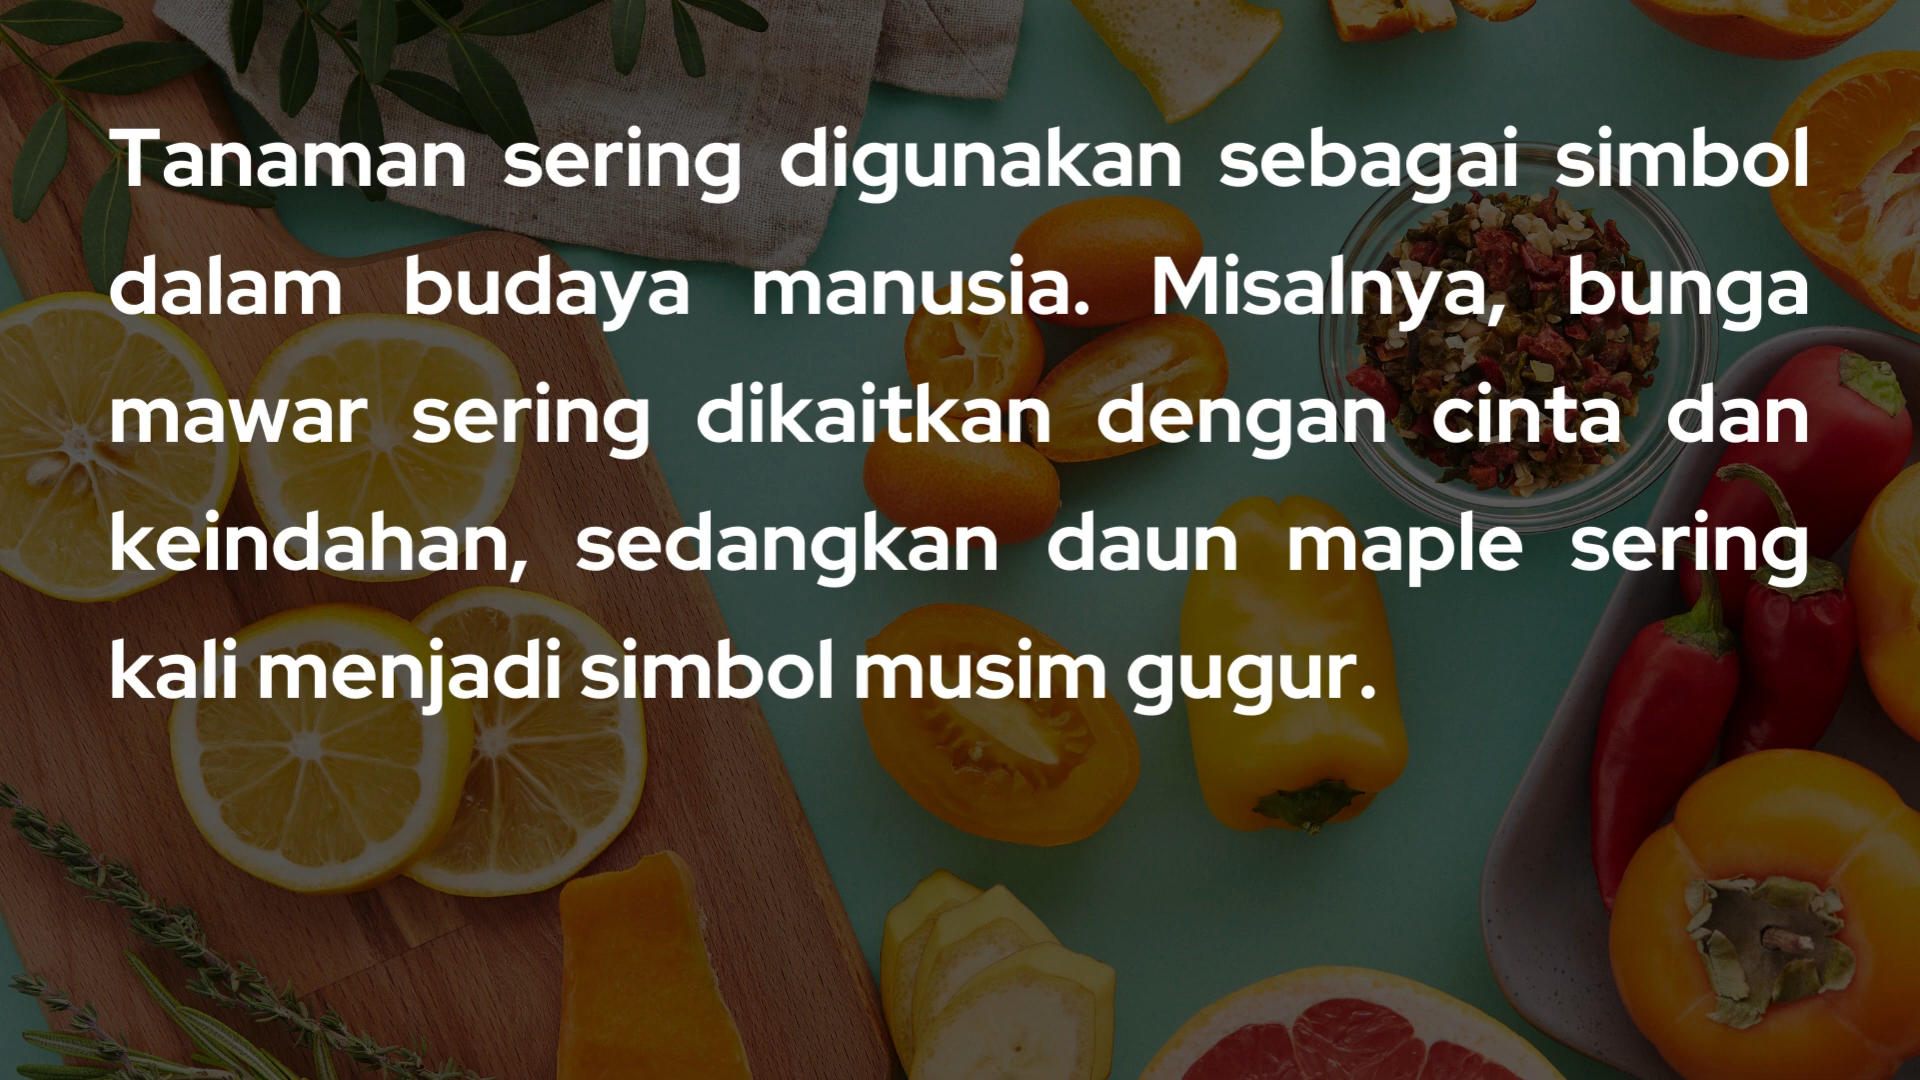 Tanaman sering digunakan sebagai simbol
dalam budaya manusia. Misalnya, bunga
mawar sering dikaitkan dengan cinta dan
keindahan, sedangkan daun maple sering
kali menjadi simbol musim gugur.